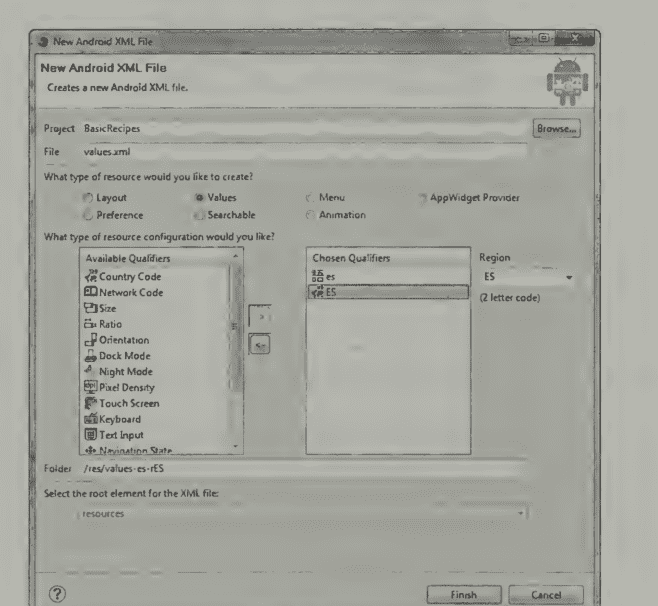 New Android XML File
New Android XML File
Creates a new Android XML file.
Project BasicRecipes Browse...
File values.xml
What type of resource would you like to create?
Layout Values Menu AppWidget Provider
Preference Searchable Animation
What type of resource configuration would you like?
Available Qualifiers
Country Code
Network Code
Size
Ratio
Orientation
Dock Mode
Night Mode
Pixel Density
Touch Screen
Keyboard
Text Input
Navigation State
>
<-
Chosen Qualifiers
es
ES
Region
ES
(2 letter code)
Folder /res/values-es-rES
Select the root element for the XML file:
resources
? Finish Cancel